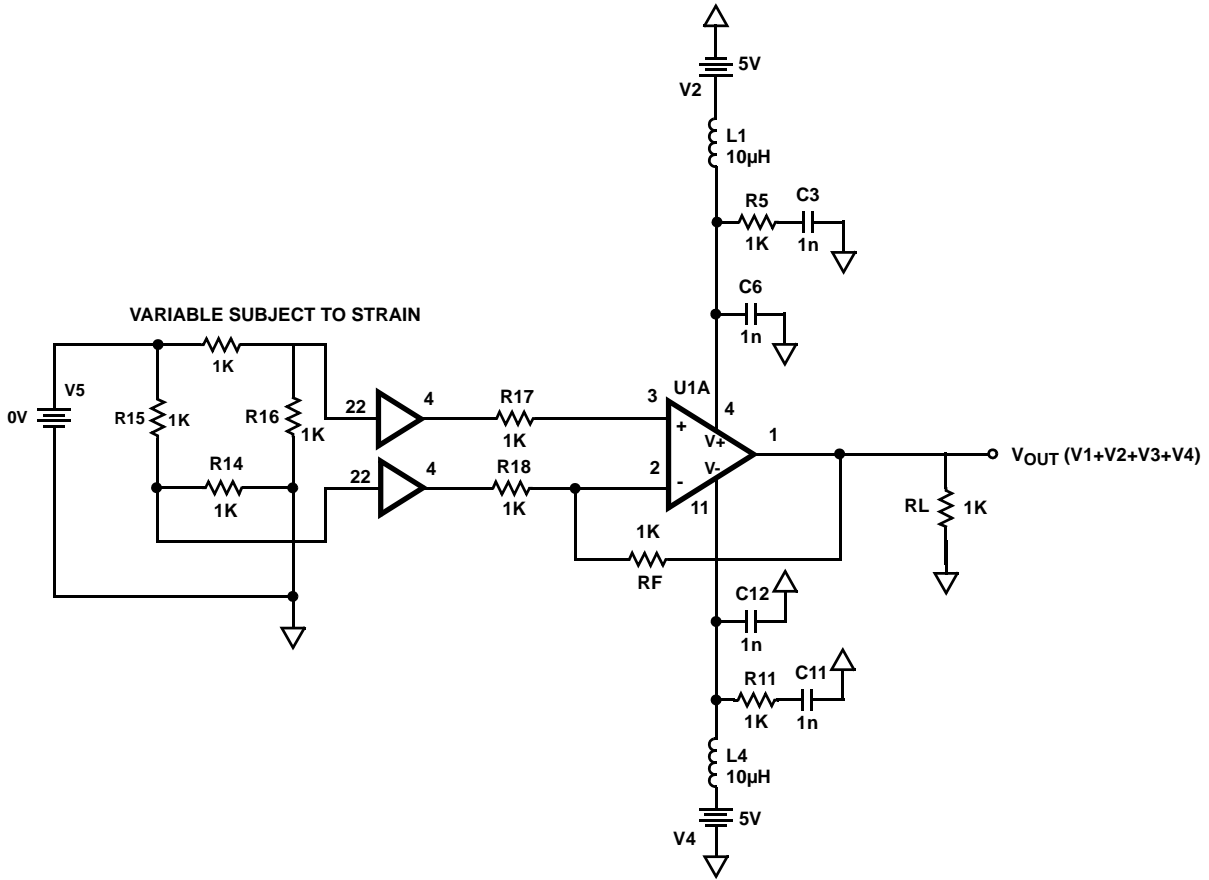 5V
V2
L1
10µH
R5
C3
1K
1n
C6
1n
VARIABLE SUBJECT TO STRAIN
1K
V5
0V
R15
1K
R16
1K
R14
1K
22
4
R17
1K
22
4
R18
1K
U1A
3
+
4
V+
1
2
-
V-
11
VOUT (V1+V2+V3+V4)
RL
1K
1K
RF
C12
1n
R11
C11
1K
1n
L4
10µH
5V
V4